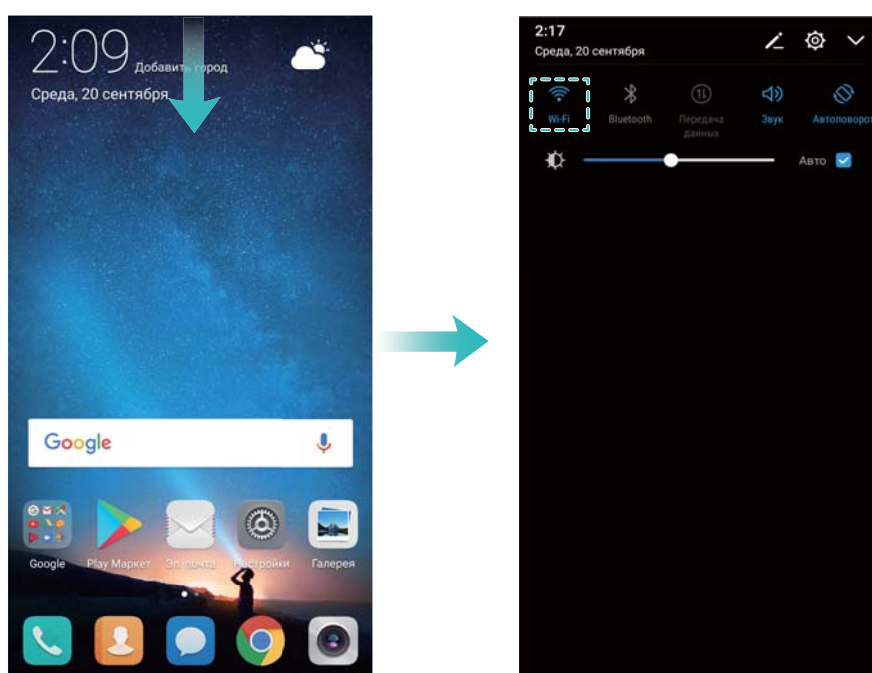 2:09
Добавить город
Среда, 20 сентября
Google
Google
Play Маркет
Эл. почта
Настройки
Галерея
2:17
Среда, 20 сентября
Wi-Fi
Bluetooth
Передача
данных
Звук
Автоповорот
Авто